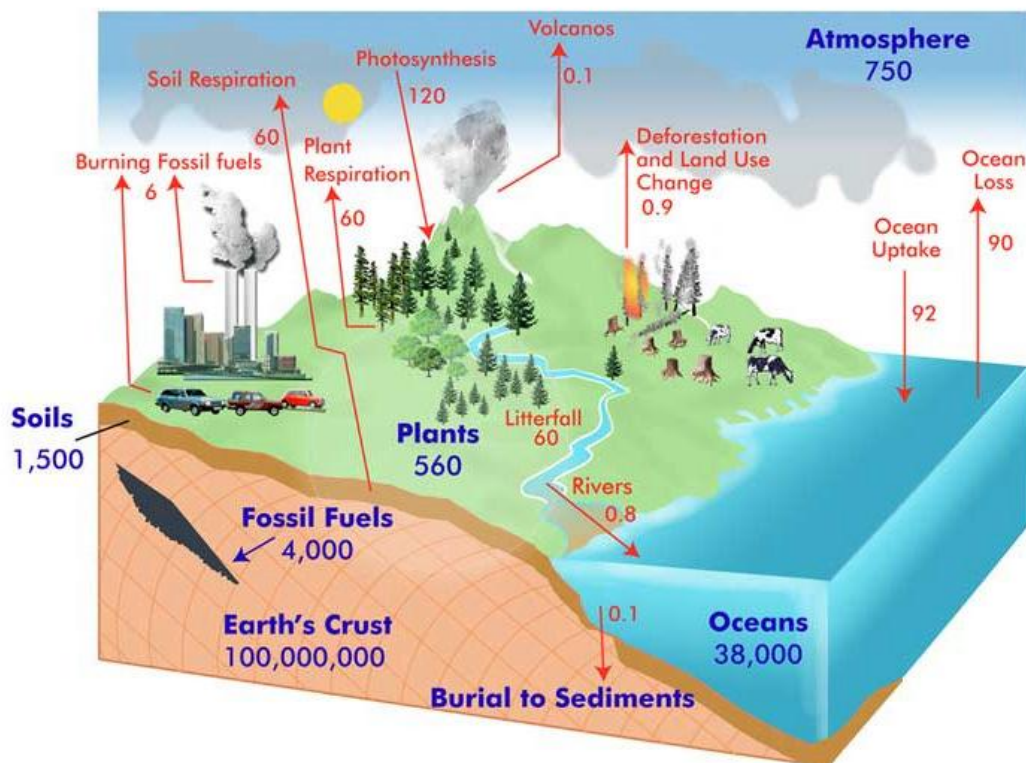 Volcanos
0.1
Atmosphere
750
Photosynthesis
120
Soil Respiration
60
Burning Fossil fuels
6
Plant
Respiration
60
Deforestation
and Land Use
Change
0.9
Ocean
Loss
90
Ocean
Uptake
92
Soils
1,500
Plants
560
Litterfall
60
Rivers
0.8
Fossil Fuels
4,000
Earth's Crust
100,000,000
0.1
Burial to Sediments
Oceans
38,000